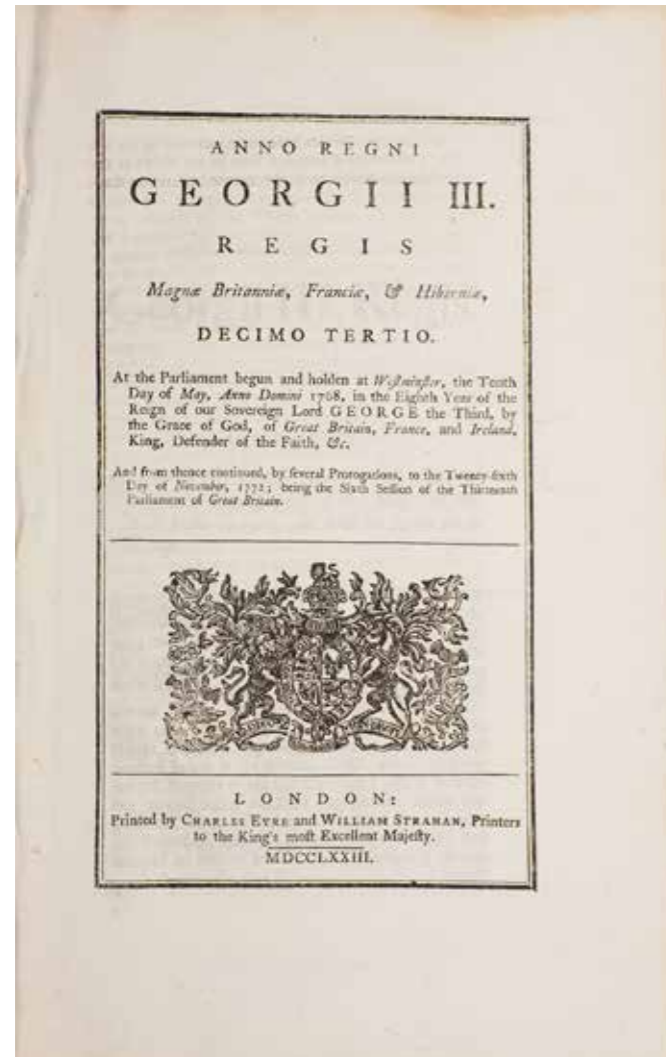 ANNO REGNI
GEORGII III.
REGIS
Magnæ Britanniæ, Franciæ, & Hiberniæ,
DECIMO TERTIO.
At the Parliament begun and holden at Weſtminſter, the Tenth
Day of May, Anno Domini 1768, in the Eighth Year of the
Reign of our Sovereign Lord GEORGE the Third, by
the Grace of God, of Great Britain, France, and Ireland,
King, Defender of the Faith, &c.
And from thence continued, by ſeveral Prorogations, to the Twenty-ſixth
Day of November, 1772; being the Sixth Seſſion of the Thirteenth
Parliament of Great Britain.
LONDON:
Printed by CHARLES EYRE and WILLIAM STRAHAN, Printers
to the King's moſt Excellent Majeſty.
MDCCLXXIII.